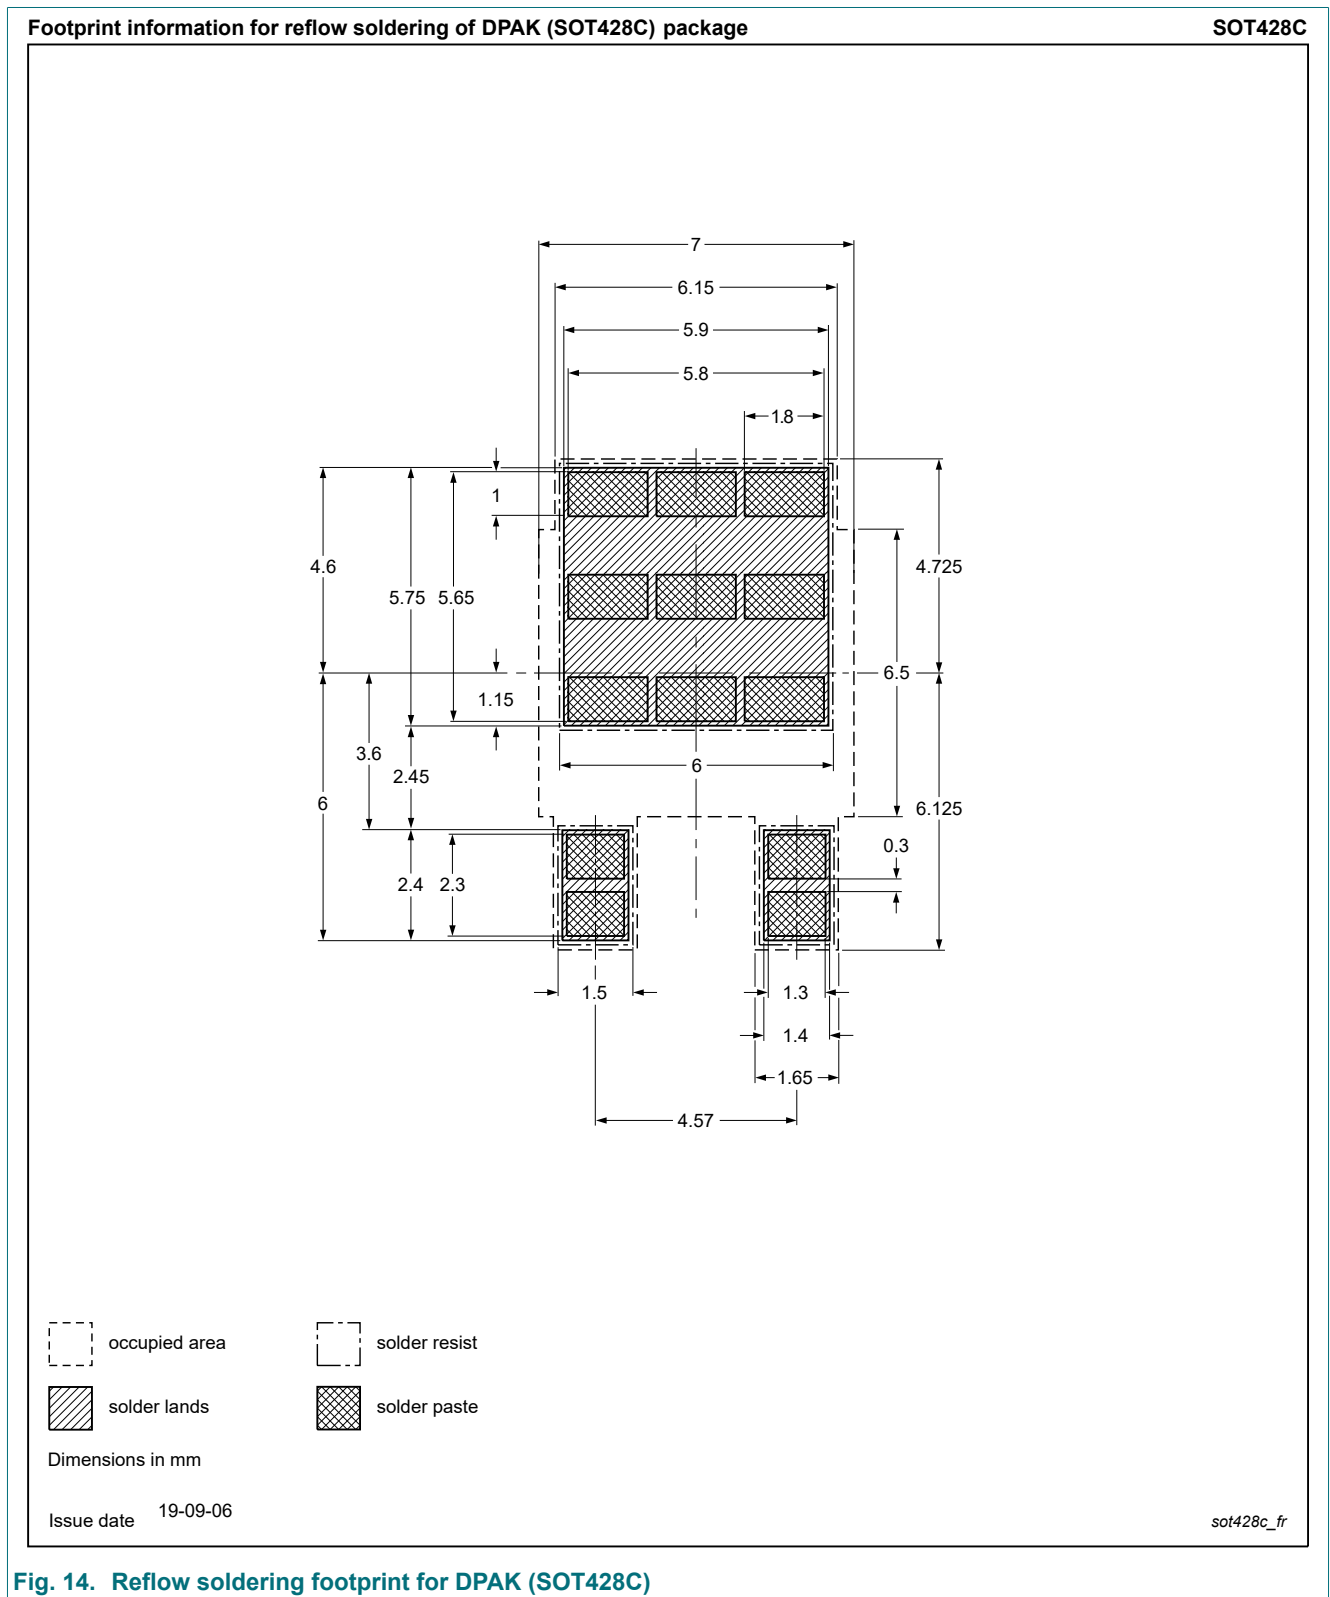 Footprint information for reflow soldering of DPAK (SOT428C) package
SOT428C
7
6.15
5.9
5.8
1.8
1
4.6
4.725
5.75
5.65
6.5
1.15
3.6
6
2.45
6
6.125
0.3
2.4
2.3
1.5
1.3
1.4
1.65
4.57
occupied area
solder resist
solder lands
solder paste
Dimensions in mm
Issue date
19-09-06
sot428c_fr
Fig. 14. Reflow soldering footprint for DPAK (SOT428C)